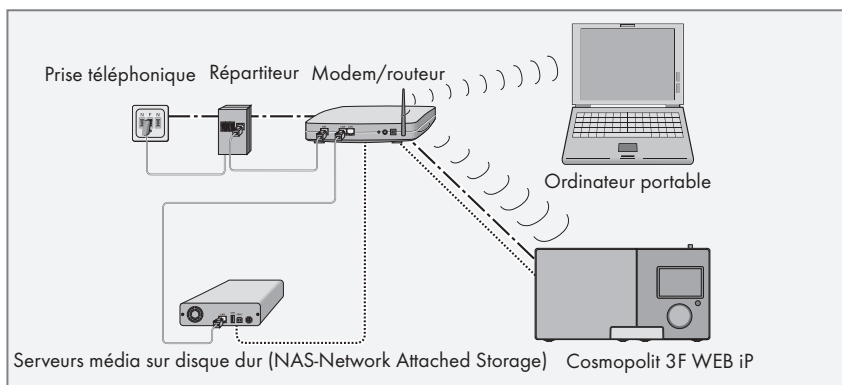 Prise téléphonique
Répartiteur
Modem/routeur
N F N
Ordinateur portable
Serveurs média sur disque dur (NAS-Network Attached Storage)
Cosmopolit 3F WEB iP